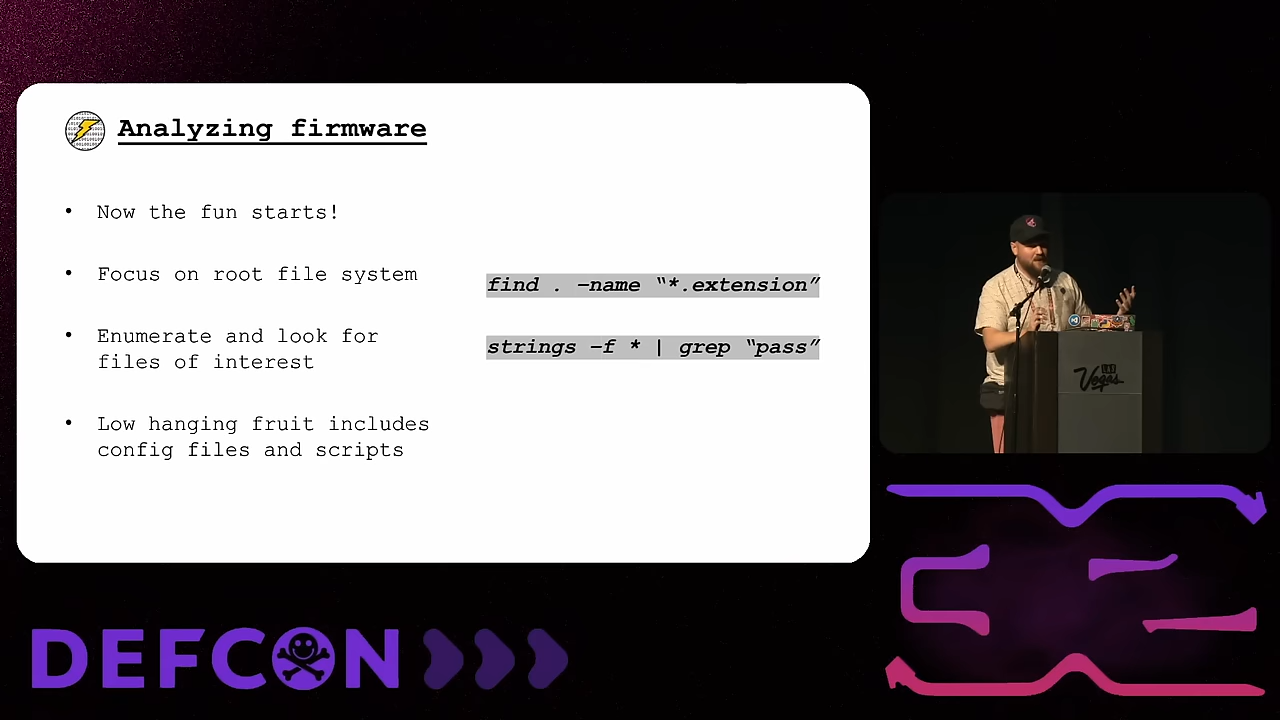 Analyzing firmware
• Now the fun starts!
• Focus on root file system
• Enumerate and look for
files of interest
• Low hanging fruit includes
config files and scripts
find . –name “*.extension”
strings –f * | grep “pass”
LAS
Vegas
DEFCON